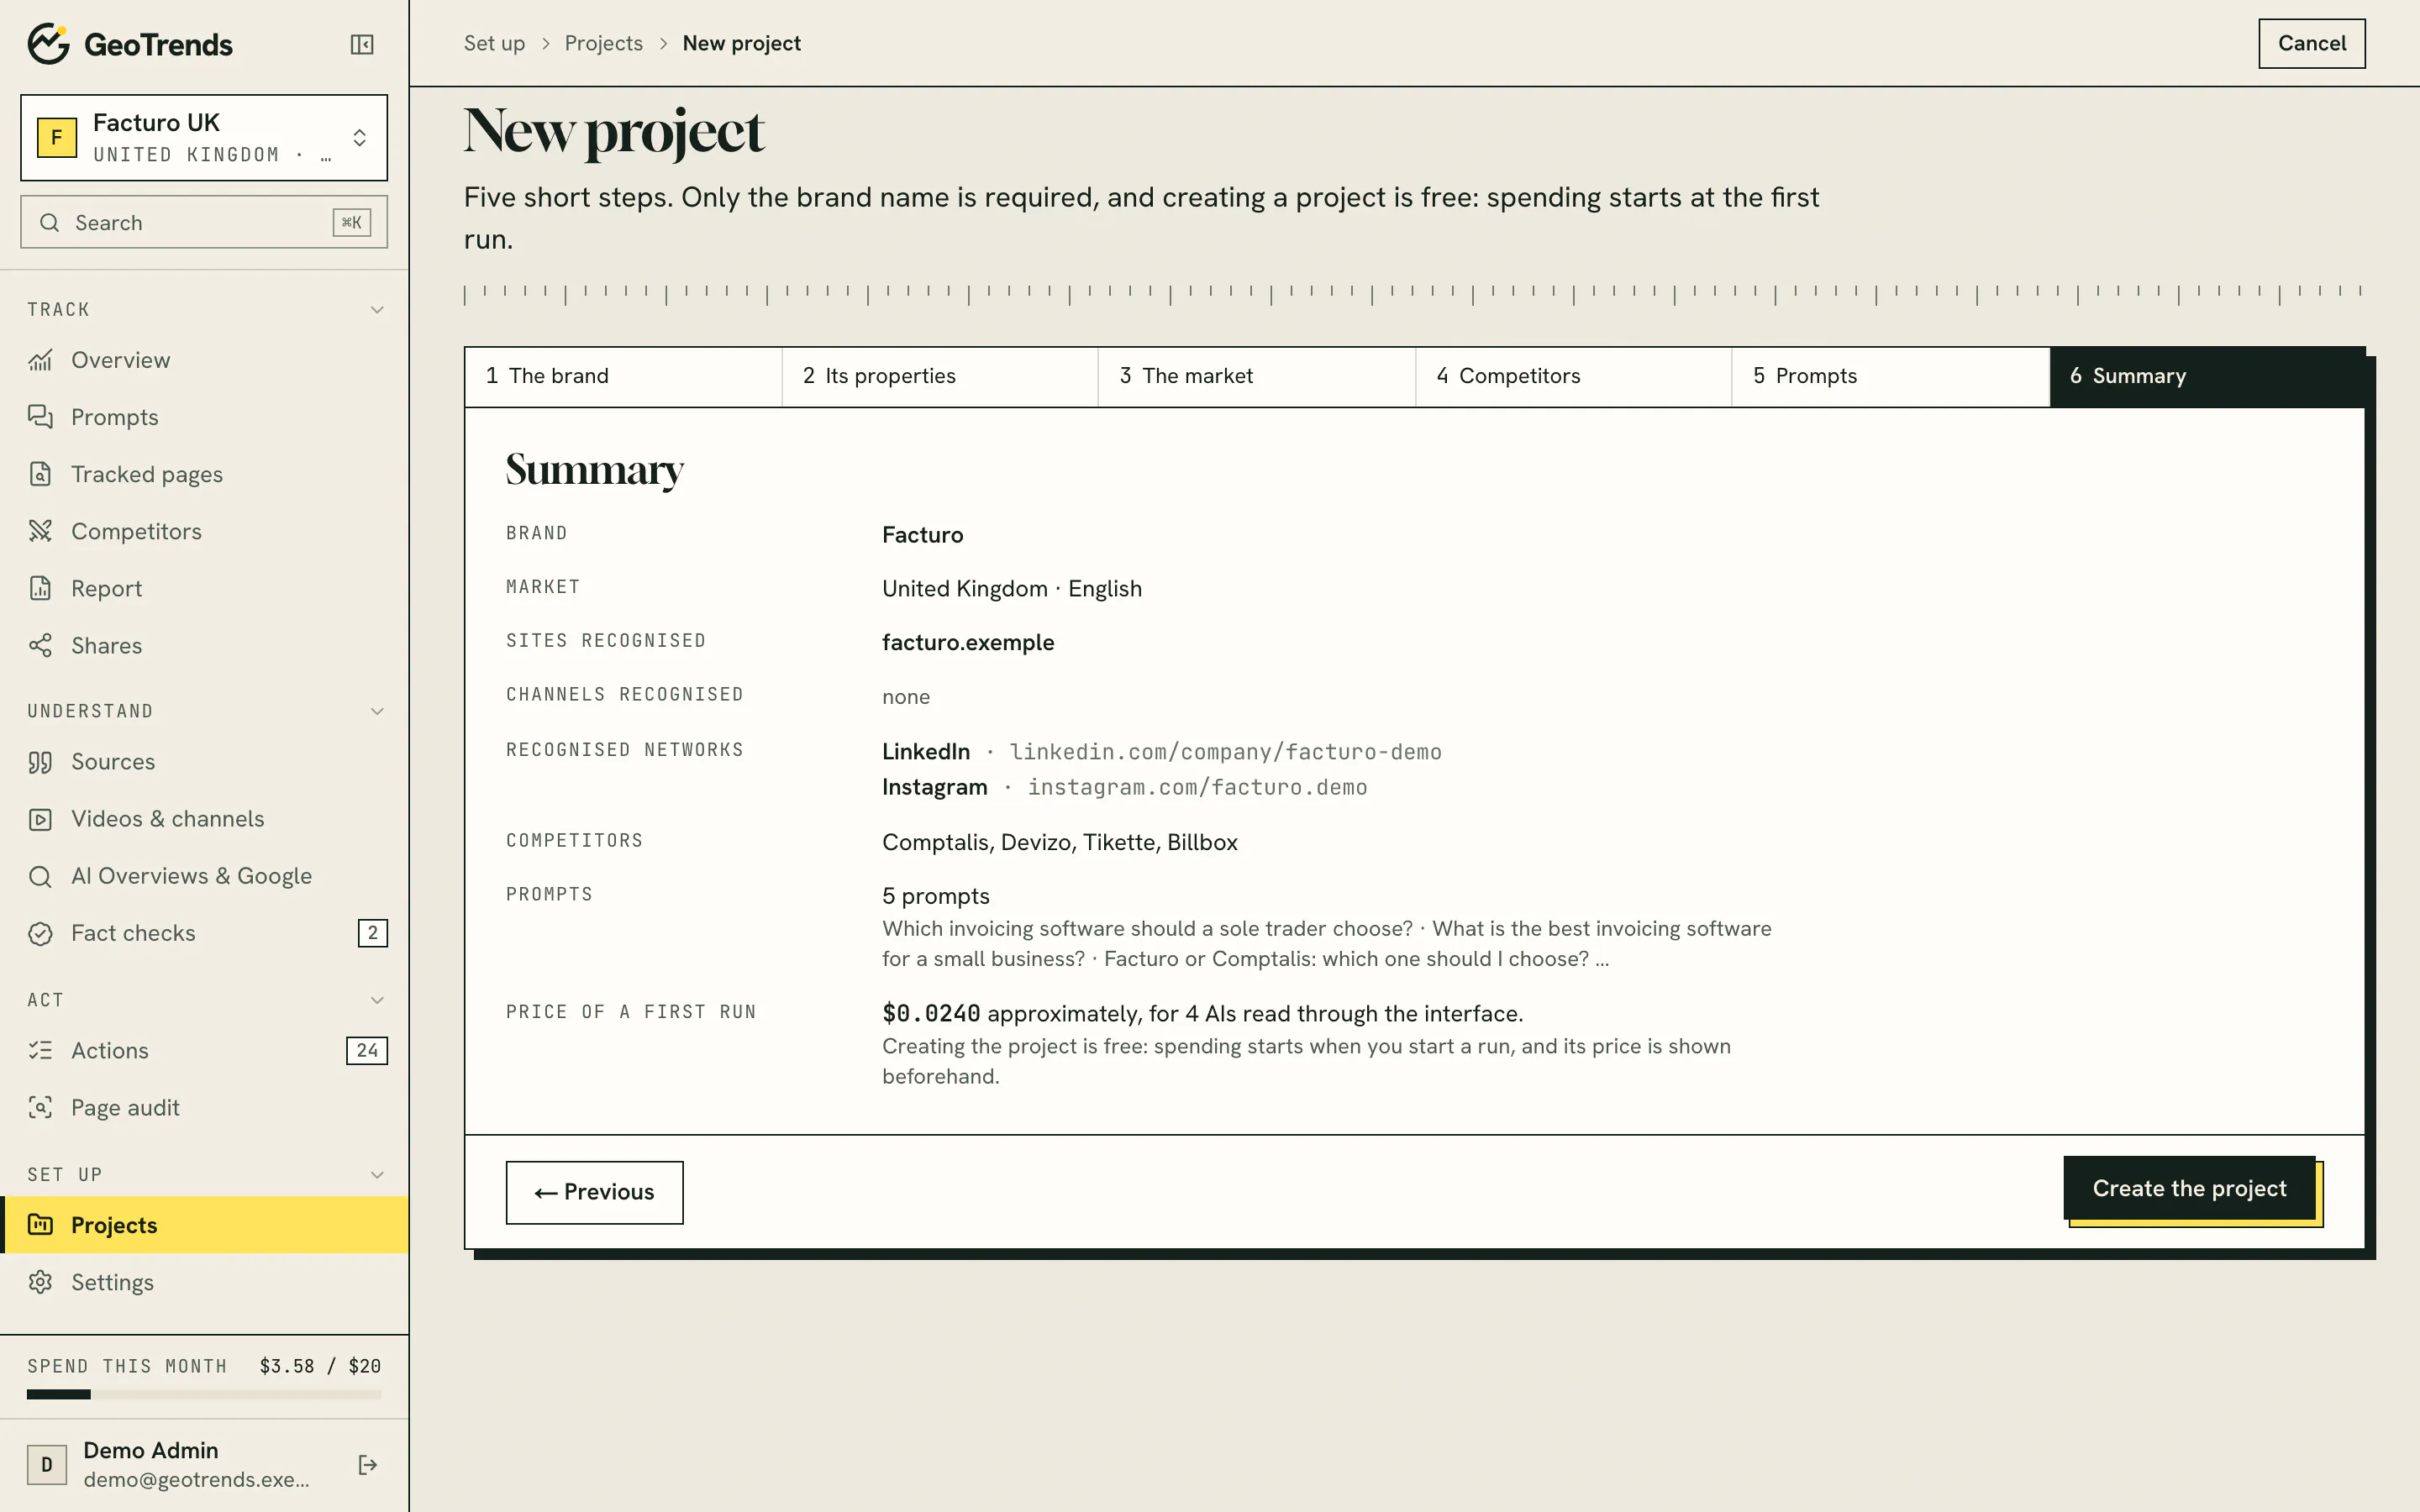 GeoTrends
F
Facturo UK
UNITED KINGDOM · …
Search
⌘K
TRACK
Overview
Prompts
Tracked pages
Competitors
Report
Shares
UNDERSTAND
Sources
Videos & channels
AI Overviews & Google
Fact checks
2
ACT
Actions
24
Page audit
SET UP
Projects
Settings
SPEND THIS MONTH $3.58 / $20
D
Demo Admin
demo@geotrends.exe…
Set up > Projects > New project
Cancel
New project
Five short steps. Only the brand name is required, and creating a project is free: spending starts at the first
run.
1 The brand
2 Its properties
3 The market
4 Competitors
5 Prompts
6 Summary
Summary
BRAND
Facturo
MARKET
United Kingdom · English
SITES RECOGNISED
facturo.exemple
CHANNELS RECOGNISED
none
RECOGNISED NETWORKS
LinkedIn · linkedin.com/company/facturo-demo
Instagram · instagram.com/facturo.demo
COMPETITORS
Comptalis, Devizo, Tikette, Billbox
PROMPTS
5 prompts
Which invoicing software should a sole trader choose? · What is the best invoicing software
for a small business? · Facturo or Comptalis: which one should I choose? …
PRICE OF A FIRST RUN
$0.0240 approximately, for 4 AIs read through the interface.
Creating the project is free: spending starts when you start a run, and its price is shown
beforehand.
← Previous
Create the project